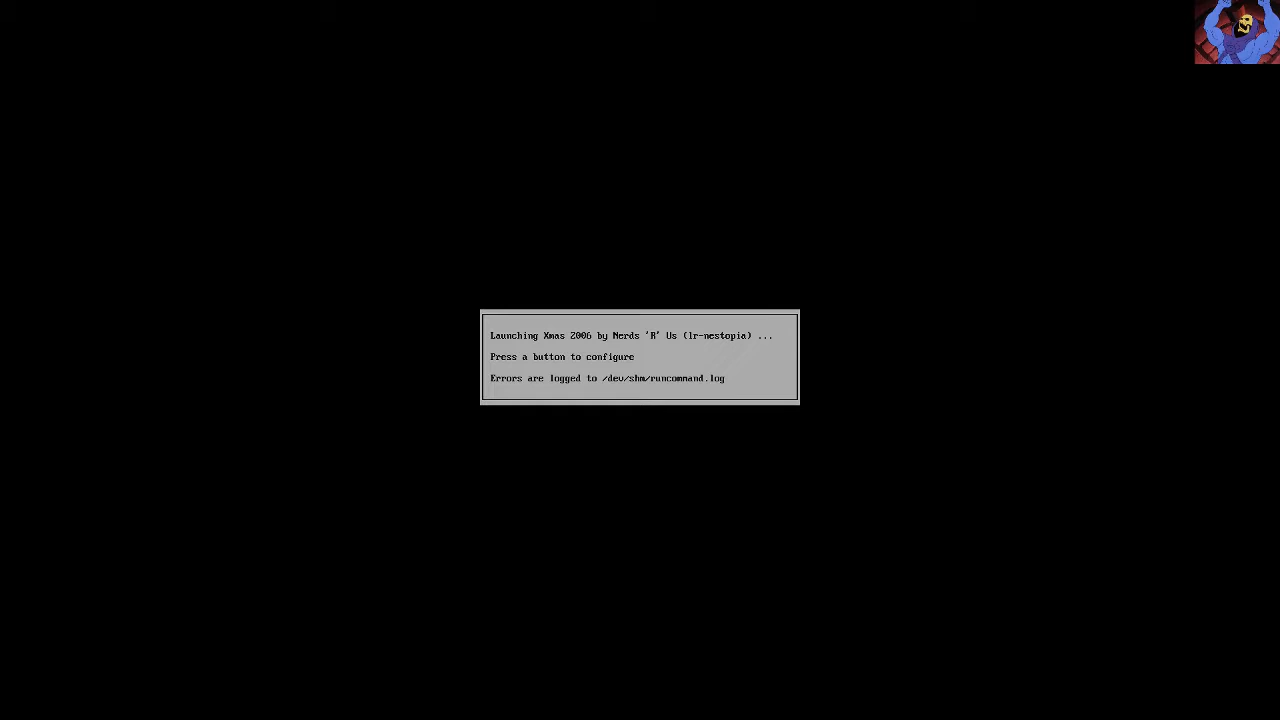 Launching Xmas 2006 by Nerds 'R' Us (lr-nestopia) ...
Press a button to configure
Errors are logged to /dev/shm/runcommand.log